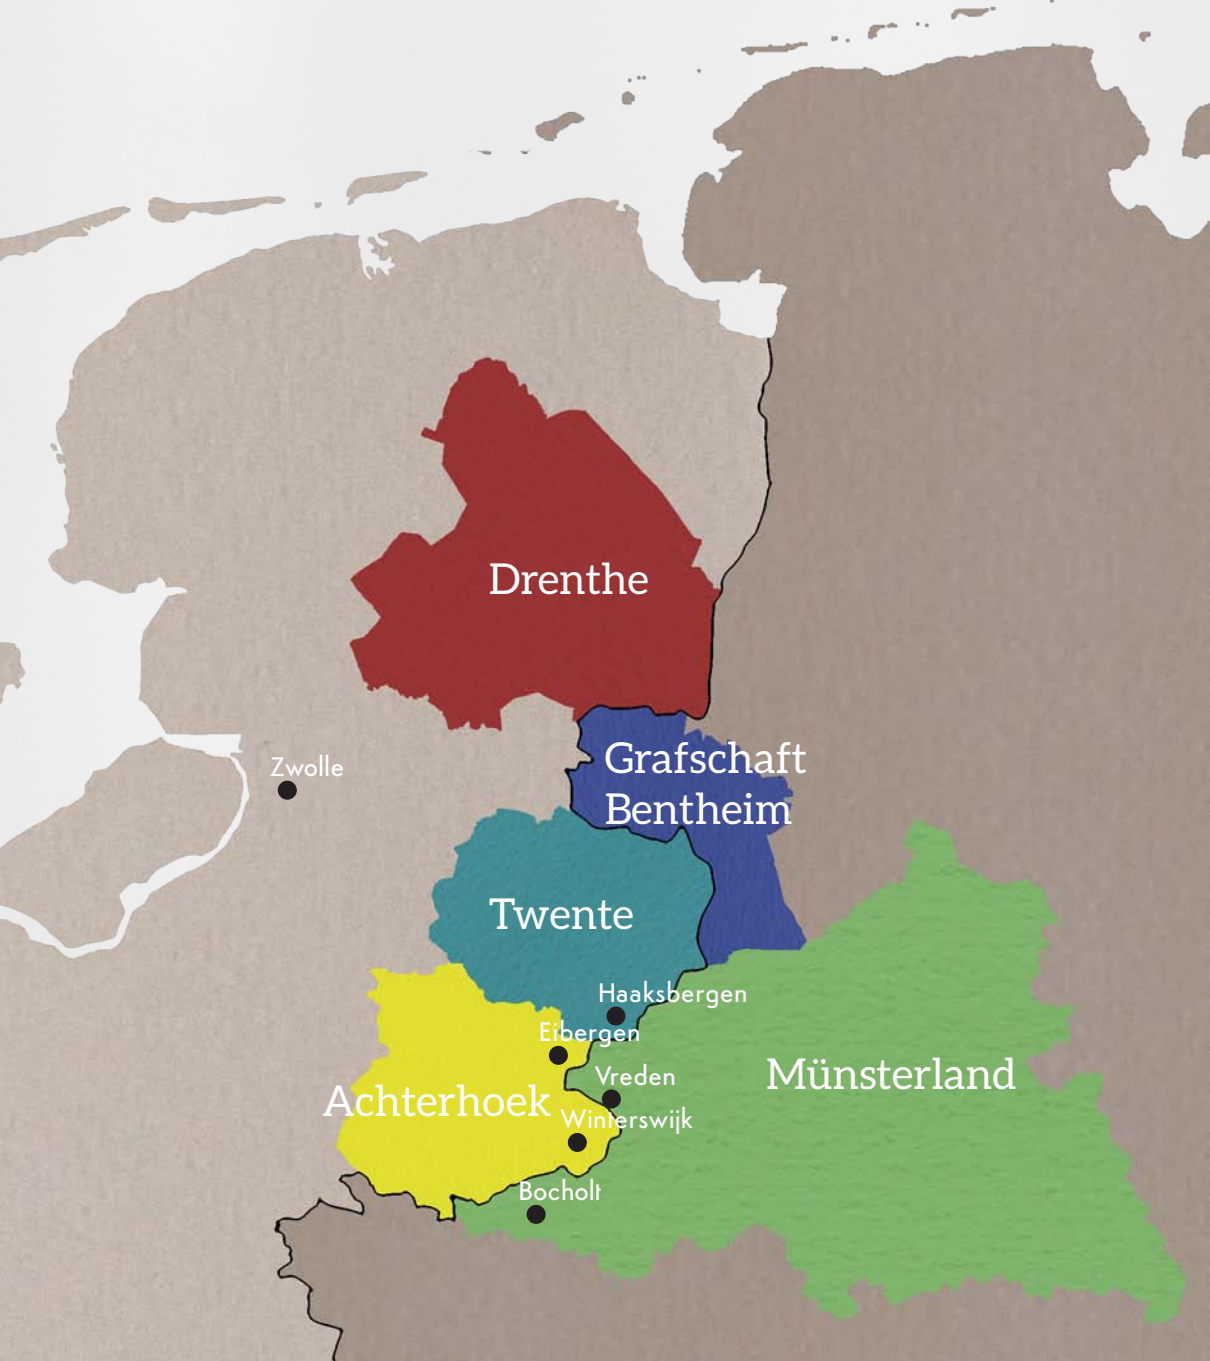 Drenthe
Grafschaft
Bentheim
Zwolle
Twente
Haaksbergen
Eibergen
Vreden
Münsterland
Achterhoek
Winterswijk
Bocholt